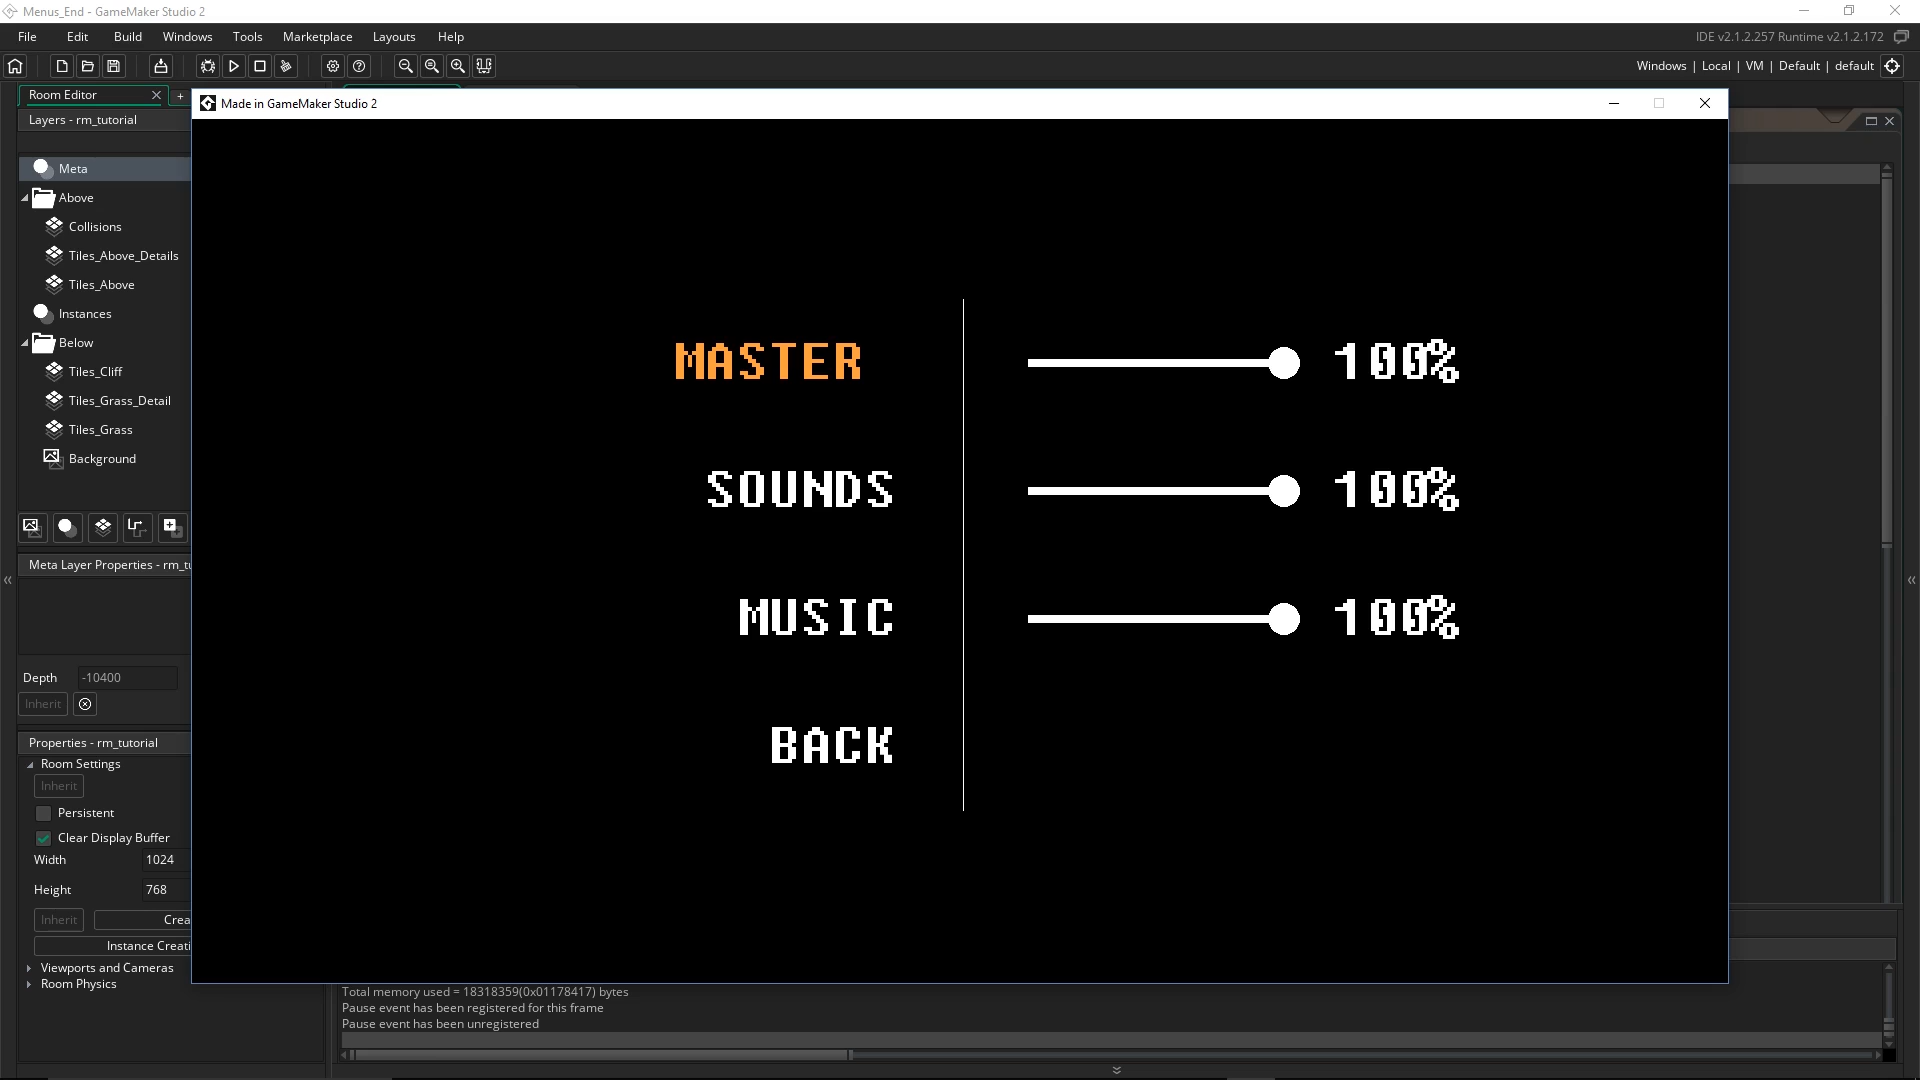 Menus_End - GameMaker Studio 2
File Edit Build Windows Tools Marketplace Layouts Help
IDE v2.1.2.257 Runtime v2.1.2.172
Windows | Local | VM | Default | default
Room Editor
Made in GameMaker Studio 2
Layers - rm_tutorial
Meta
Above
Collisions
Tiles_Above_Details
Tiles_Above
Instances
Below
Tiles_Cliff
Tiles_Grass_Detail
Tiles_Grass
Background
MASTER 100%
SOUNDS 100%
MUSIC 100%
BACK
Meta Layer Properties - rm_tu
Depth -10400
Inherit
Properties - rm_tutorial
Room Settings
Inherit
Persistent
Clear Display Buffer
Width 1024
Height 768
Inherit Crea
Instance Creati
Viewports and Cameras
Room Physics
Total memory used = 18318359(0x01178417) bytes
Pause event has been registered for this frame
Pause event has been unregistered